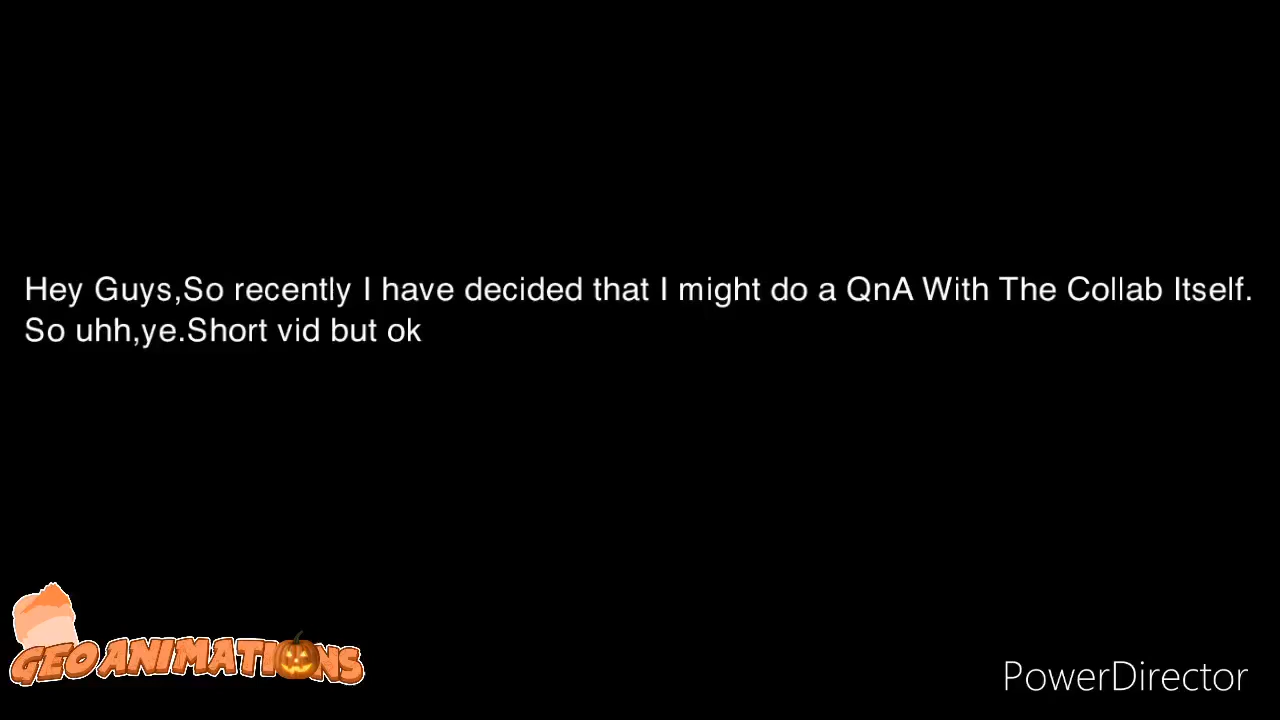 Hey Guys,So recently I have decided that I might do a QnA With The Collab Itself.
So uhh,ye.Short vid but ok
GEOANIMATIONS
PowerDirector